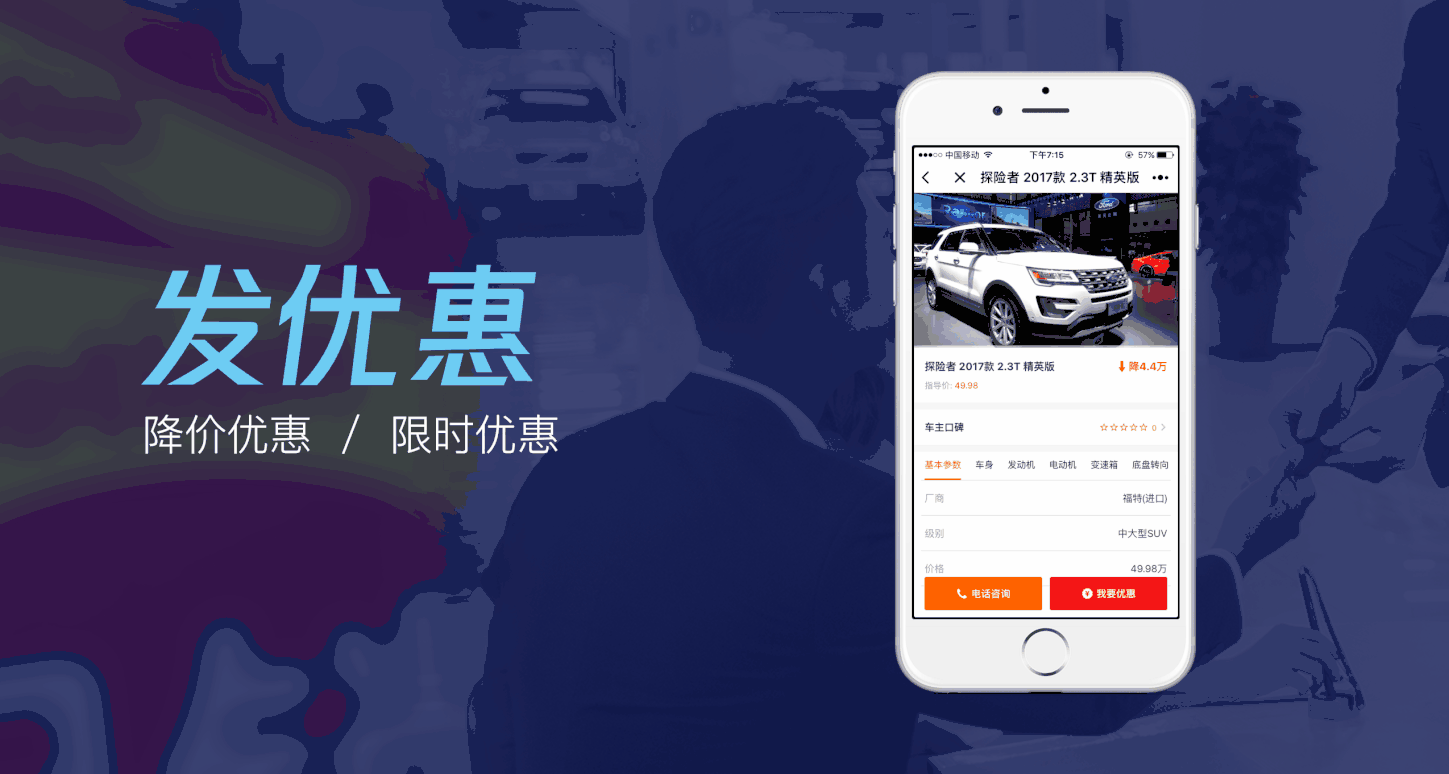 发优惠
降价优惠 / 限时优惠
中国移动 下午7:15 57%
探险者 2017款 2.3T 精英版
Ford
探险者 2017款 2.3T 精英版 降4.4万
指导价: 49.98
车主口碑 0
基本参数 车身 发动机 电动机 变速箱 底盘转向
厂商 福特(进口)
级别 中大型SUV
价格 49.98万
电话咨询 我要优惠